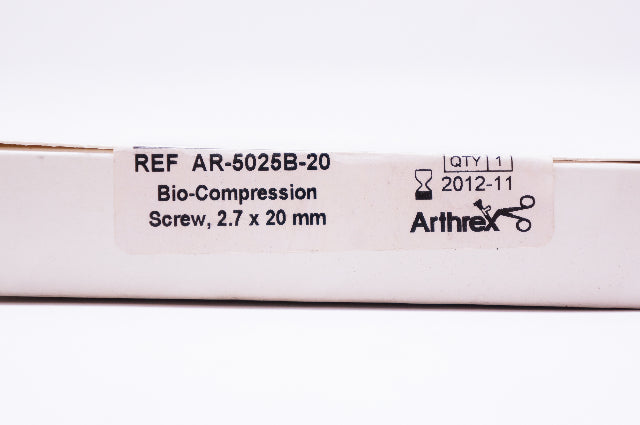 REF AR-5025B-20
Bio-Compression
Screw, 2.7 x 20 mm
QTY 1
2012-11
Arthrex